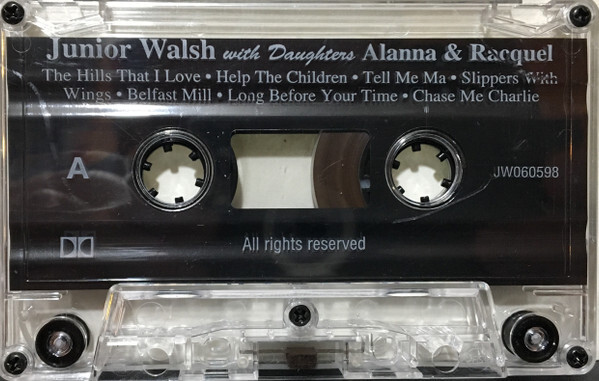 Junior Walsh with Daughters Alanna & Racquel
The Hills That I Love • Help The Children • Tell Me Ma • Slippers With
Wings • Belfast Mill • Long Before Your Time • Chase Me Charlie
A
JW060598
All rights reserved